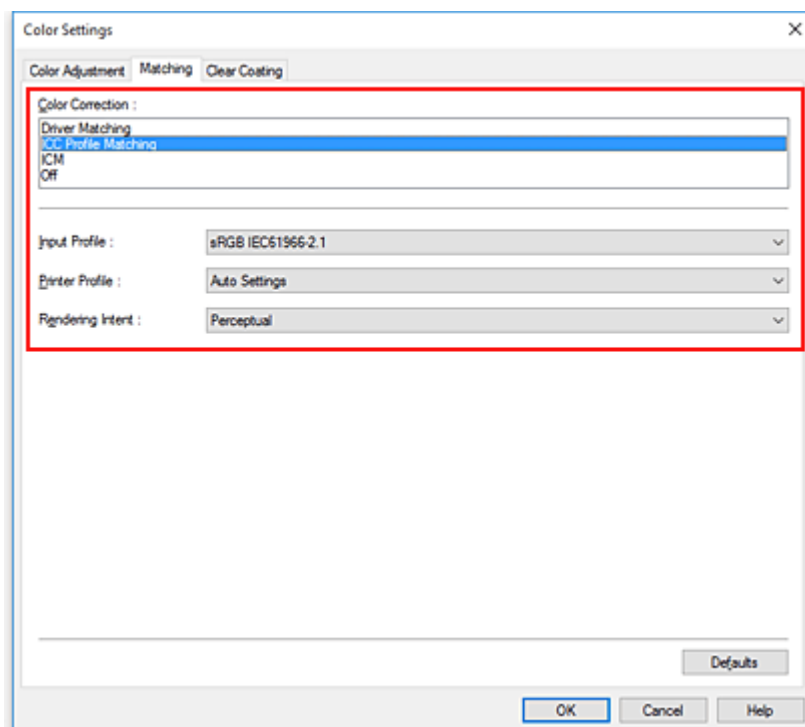 Color Settings
Color Adjustment Matching Clear Coating
Color Correction :
Driver Matching
ICC Profile Matching
ICM
Off
Input Profile : sRGB IEC61966-2.1
Printer Profile : Auto Settings
Rendering Intent : Perceptual
Defaults
OK Cancel Help